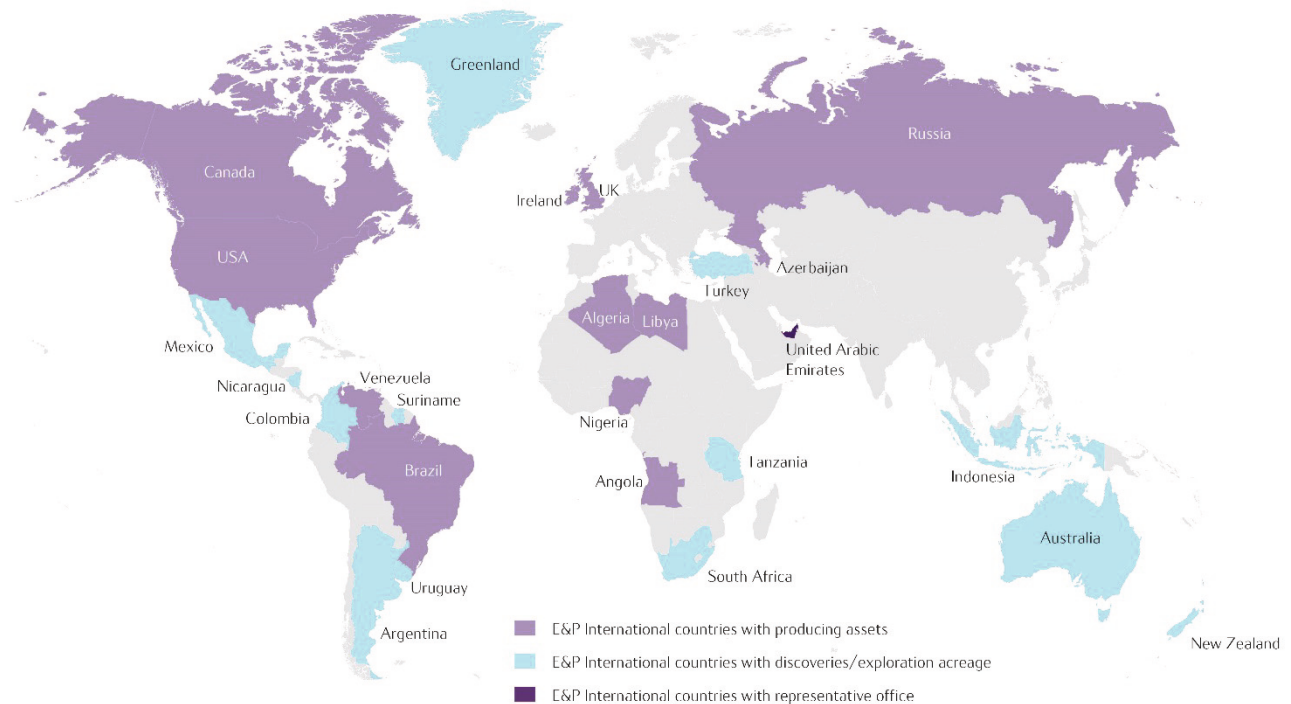 Greenland
Russia
Canada
UK
Ireland
USA
Azerbaijan
Turkey
Algeria
Libya
Mexico
United Arabic
Emirates
Venezuela
Nicaragua
Suriname
Colombia
Nigeria
Tanzania
Brazil
Angola
Indonesia
Australia
South Africa
Uruguay
Argentina
New Zealand
E&P International countries with producing assets
E&P International countries with discoveries/exploration acreage
E&P International countries with representative office